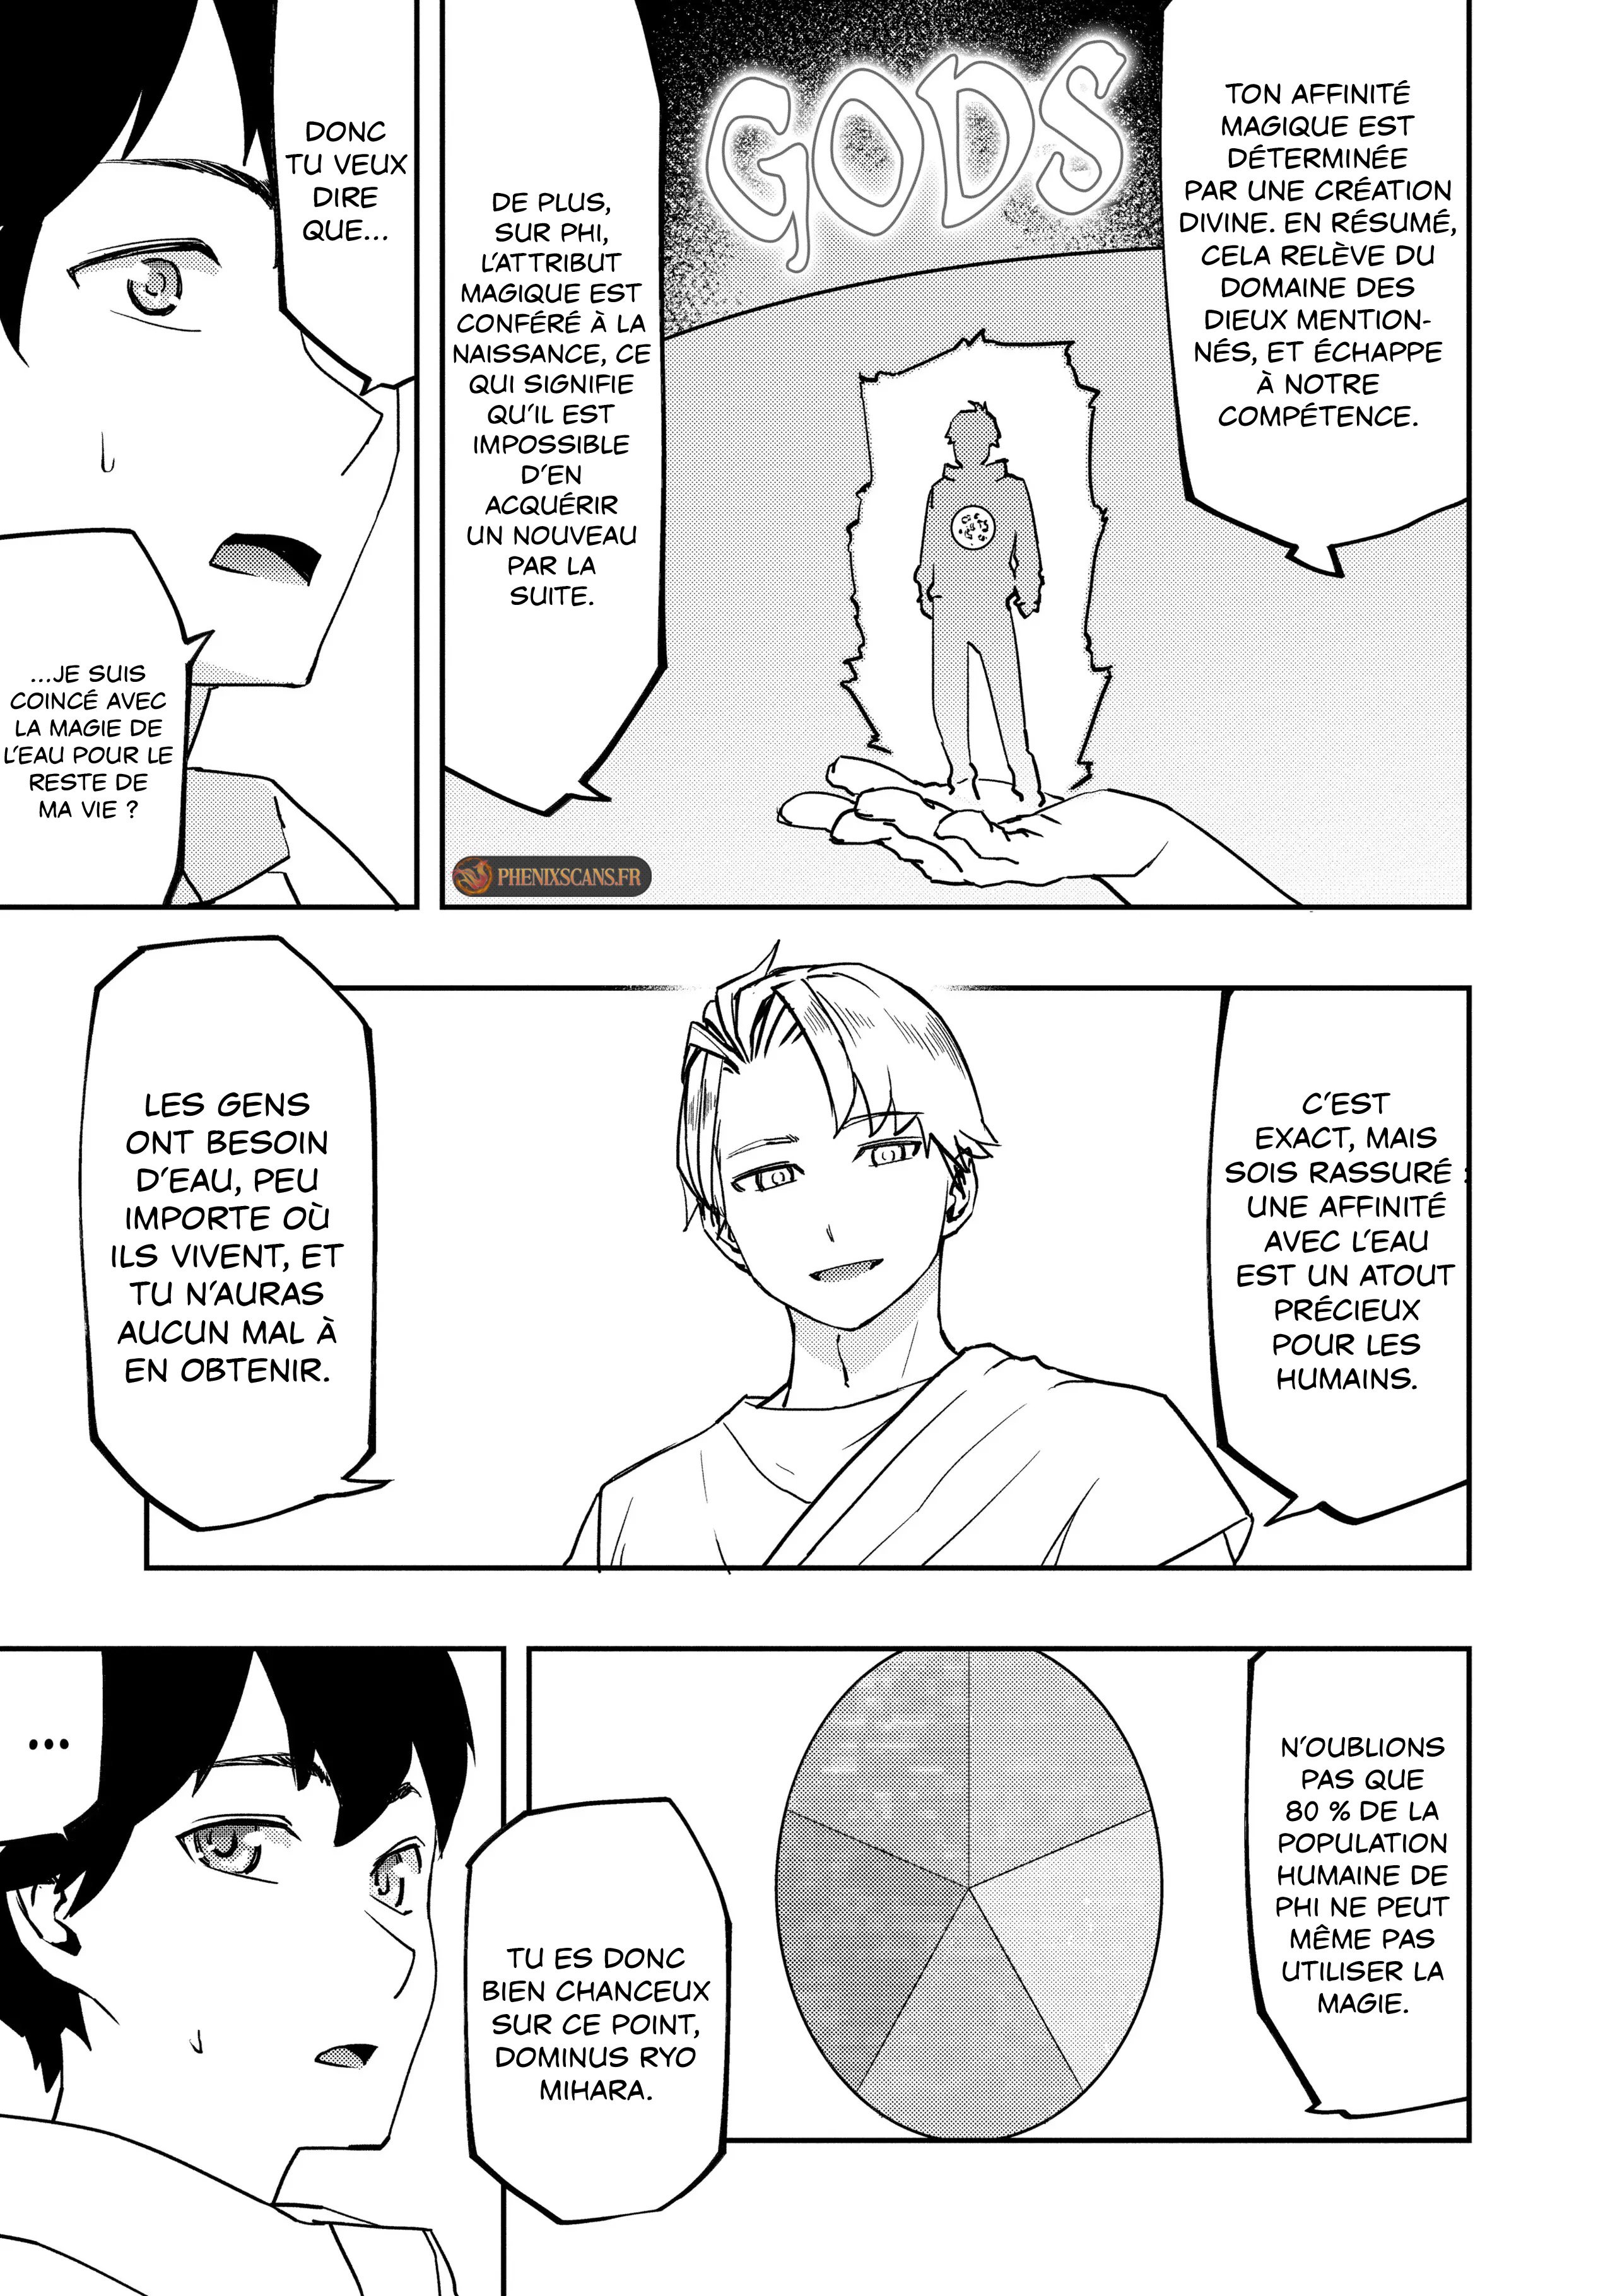 TON AFFINITÉ
MAGIQUE EST
DÉTERMINÉE
PAR UNE CRÉATION
DIVINE. EN RÉSUMÉ,
CELA RELÈVE DU
DOMAINE DES
DIEUX MENTION-
NÉS, ET ÉCHAPPE
À NOTRE
COMPÉTENCE.
GODS
DE PLUS,
SUR PHI,
L'ATTRIBUT
MAGIQUE EST
CONFÉRÉ À LA
NAISSANCE, CE
QUI SIGNIFIE
QU'IL EST
IMPOSSIBLE
D'EN
ACQUÉRIR
UN NOUVEAU
PAR LA
SUITE.
PHENIXSCANS.FR
DONC
TU VEUX
DIRE
QUE...
...JE SUIS
COINCÉ AVEC
LA MAGIE DE
L'EAU POUR LE
RESTE DE
MA VIE ?
C'EST
EXACT, MAIS
SOIS RASSURÉ :
UNE AFFINITÉ
AVEC L'EAU
EST UN ATOUT
PRÉCIEUX
POUR LES
HUMAINS.
LES GENS
ONT BESOIN
D'EAU, PEU
IMPORTE OÙ
ILS VIVENT, ET
TU N'AURAS
AUCUN MAL À
EN OBTENIR.
N'OUBLIONS
PAS QUE
80 % DE LA
POPULATION
HUMAINE DE
PHI NE PEUT
MÊME PAS
UTILISER LA
MAGIE.
TU ES DONC
BIEN CHANCEUX
SUR CE POINT,
DOMINUS RYO
MIHARA.
...